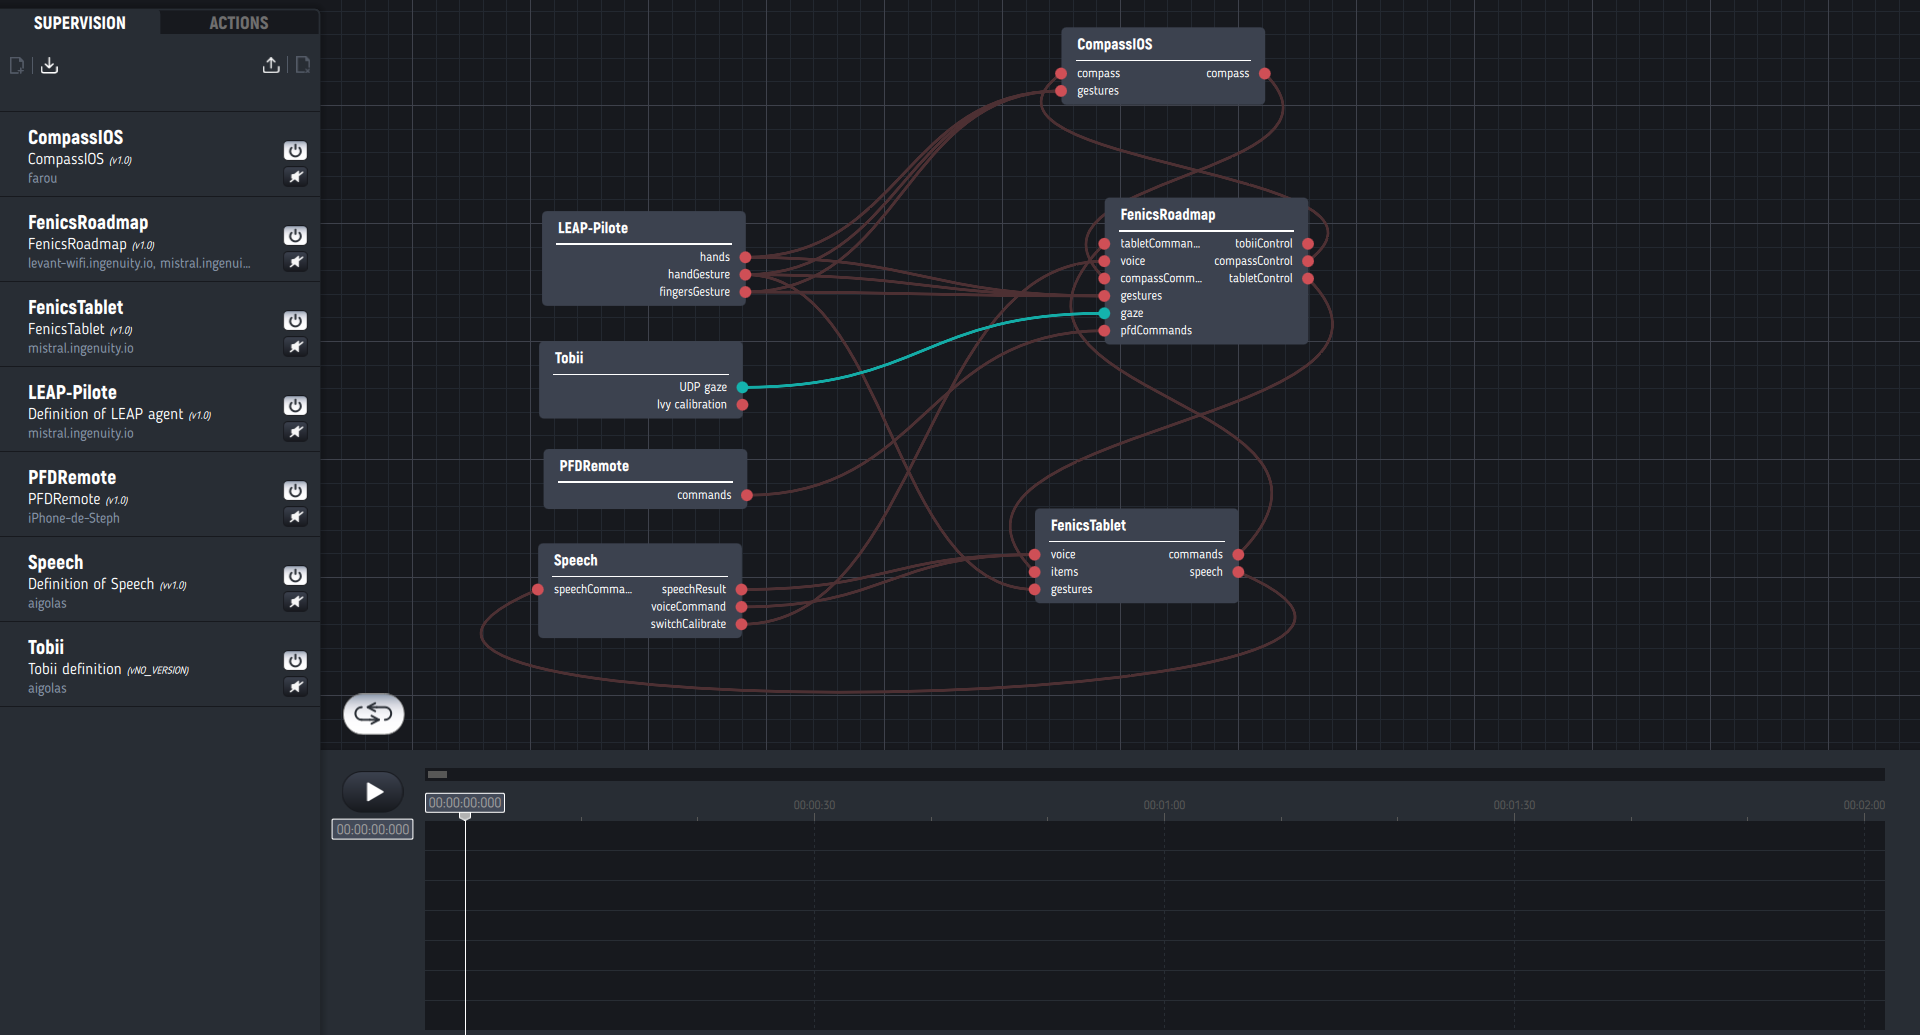 SUPERVISION
ACTIONS
CompassIOS
CompassIOS (v1.0)
farou
FenicsRoadmap
FenicsRoadmap (v1.0)
levant-wifi.ingenuity.io, mistral.ingenui...
FenicsTablet
FenicsTablet (v1.0)
mistral.ingenuity.io
LEAP-Pilote
Definition of LEAP agent (v1.0)
mistral.ingenuity.io
PFDRemote
PFDRemote (v1.0)
iPhone-de-Steph
Speech
Definition of Speech (vv1.0)
aigolas
Tobii
Tobii definition (vNO_VERSION)
aigolas
CompassIOS
compass compass
gestures
LEAP-Pilote
hands
handGesture
fingersGesture
FenicsRoadmap
tabletComman... tobiiControl
voice compassControl
compassComm... tabletControl
gestures
gaze
pfdCommands
Tobii
UDP gaze
Ivy calibration
PFDRemote
commands
Speech
speechComma... speechResult
voiceCommand
switchCalibrate
FenicsTablet
voice commands
items speech
gestures
00:00:00:000
00:00:30
00:01:00
00:01:30
00:02:00
00:00:00:000